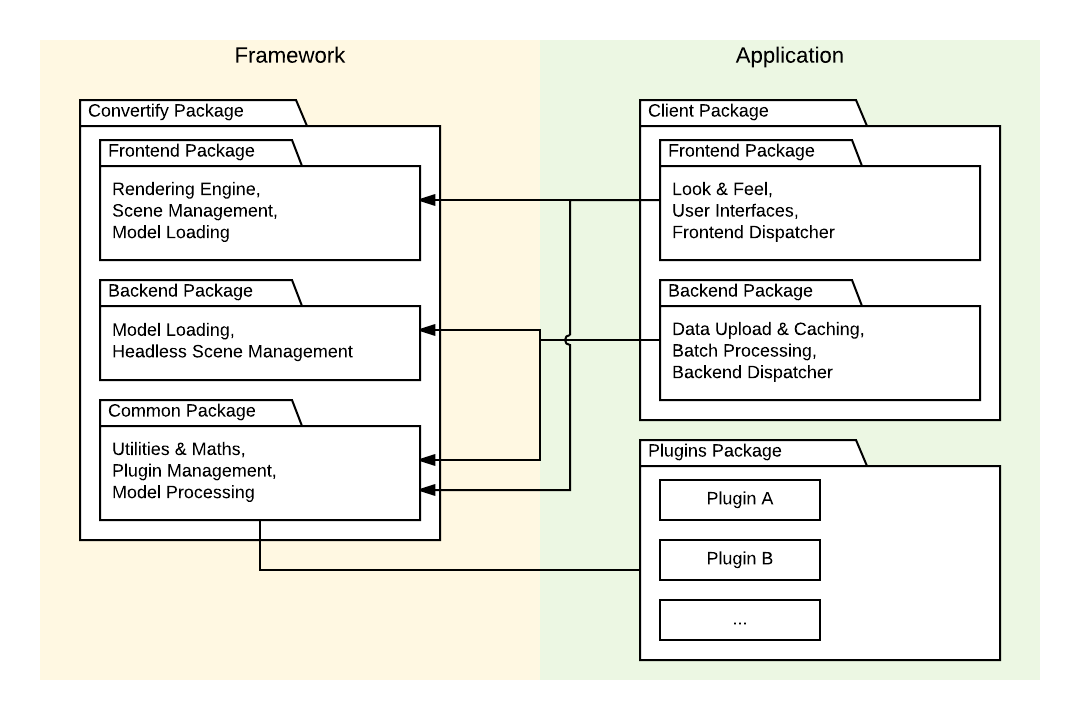 Framework
Convertify Package
Frontend Package
Rendering Engine,
Scene Management,
Model Loading
Backend Package
Model Loading,
Headless Scene Management
Common Package
Utilities & Maths,
Plugin Management,
Model Processing
Application
Client Package
Frontend Package
Look & Feel,
User Interfaces,
Frontend Dispatcher
Backend Package
Data Upload & Caching,
Batch Processing,
Backend Dispatcher
Plugins Package
Plugin A
Plugin B
...